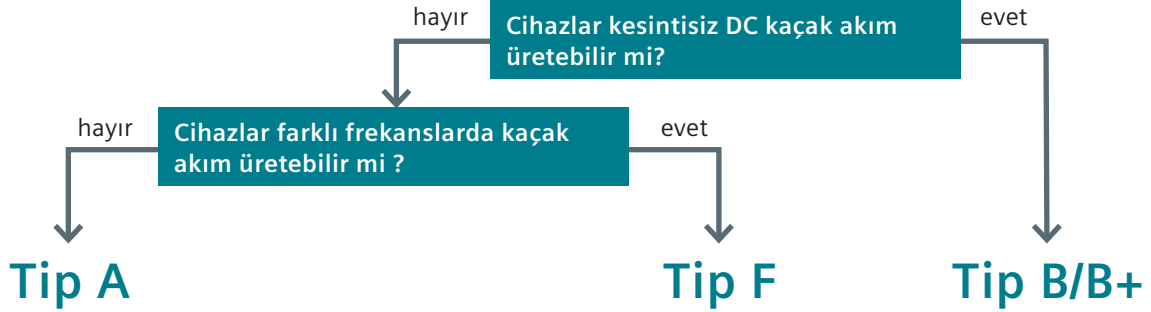 hayır
Cihazlar kesintisiz DC kaçak akım
üretebilir mi?
evet
hayır
Cihazlar farklı frekanslarda kaçak
akım üretebilir mi ?
evet
Tip A
Tip F
Tip B/B+